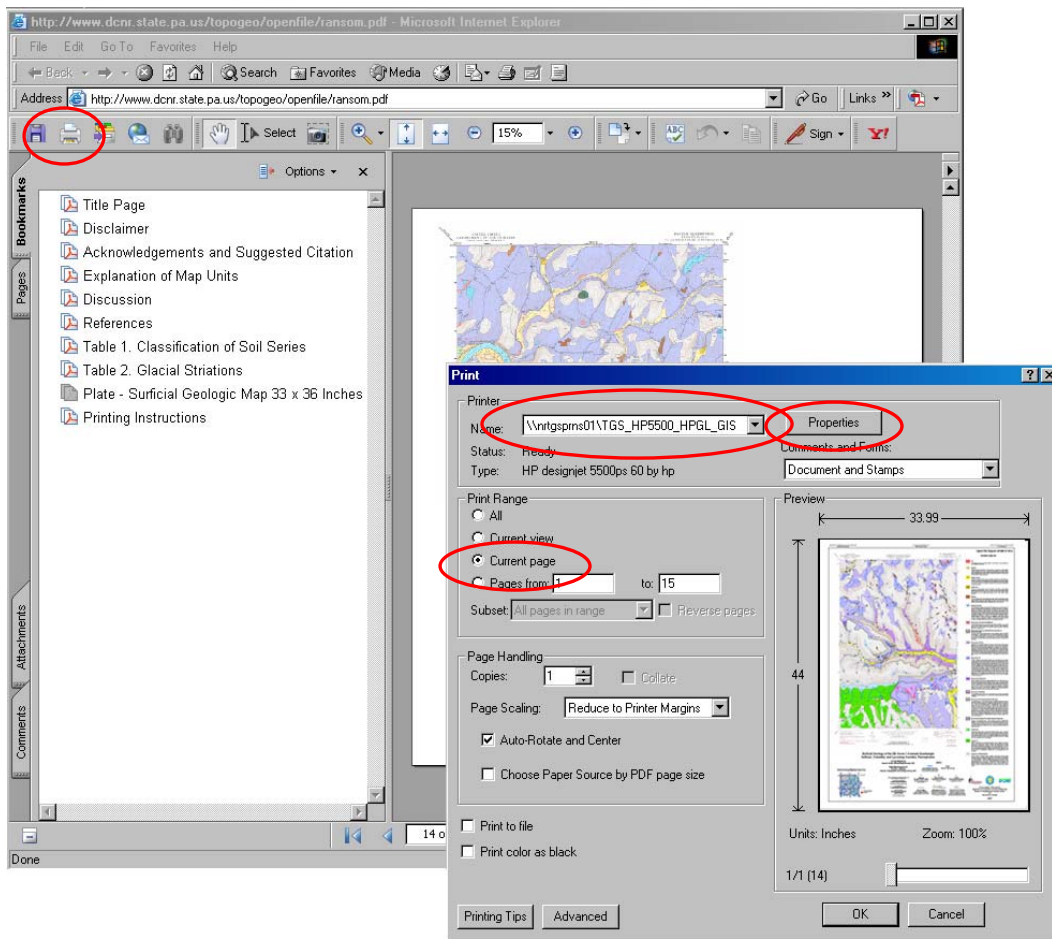 http://www.dcnr.state.pa.us/topogeo/openfile/ransom.pdf - Microsoft Internet Explorer
File Edit Go To Favorites Help
Back Search Favorites Media
Address http://www.dcnr.state.pa.us/topogeo/openfile/ransom.pdf Go Links »
Select 15% Sign Y!
Options x
Bookmarks
Pages
Attachments
Comments
Title Page
Disclaimer
Acknowledgements and Suggested Citation
Explanation of Map Units
Discussion
References
Table 1. Classification of Soil Series
Table 2. Glacial Striations
Plate - Surficial Geologic Map 33 x 36 Inches
Printing Instructions
14 o
Done
Print
Printer
Name: \\nrtgsprns01\TGS_HP5500_HPGL_GIS Properties
Status: Ready Comments and Forms:
Type: HP designjet 5500ps 60 by hp Document and Stamps
Print Range
All
Current view
Current page
Pages from: 1 to: 15
Subset: All pages in range Reverse pages
Page Handling
Copies: 1 Collate
Page Scaling: Reduce to Printer Margins
Auto-Rotate and Center
Choose Paper Source by PDF page size
Print to file
Print color as black
Preview
33.99
44
Units: Inches Zoom: 100%
1/1 (14)
Printing Tips Advanced OK Cancel